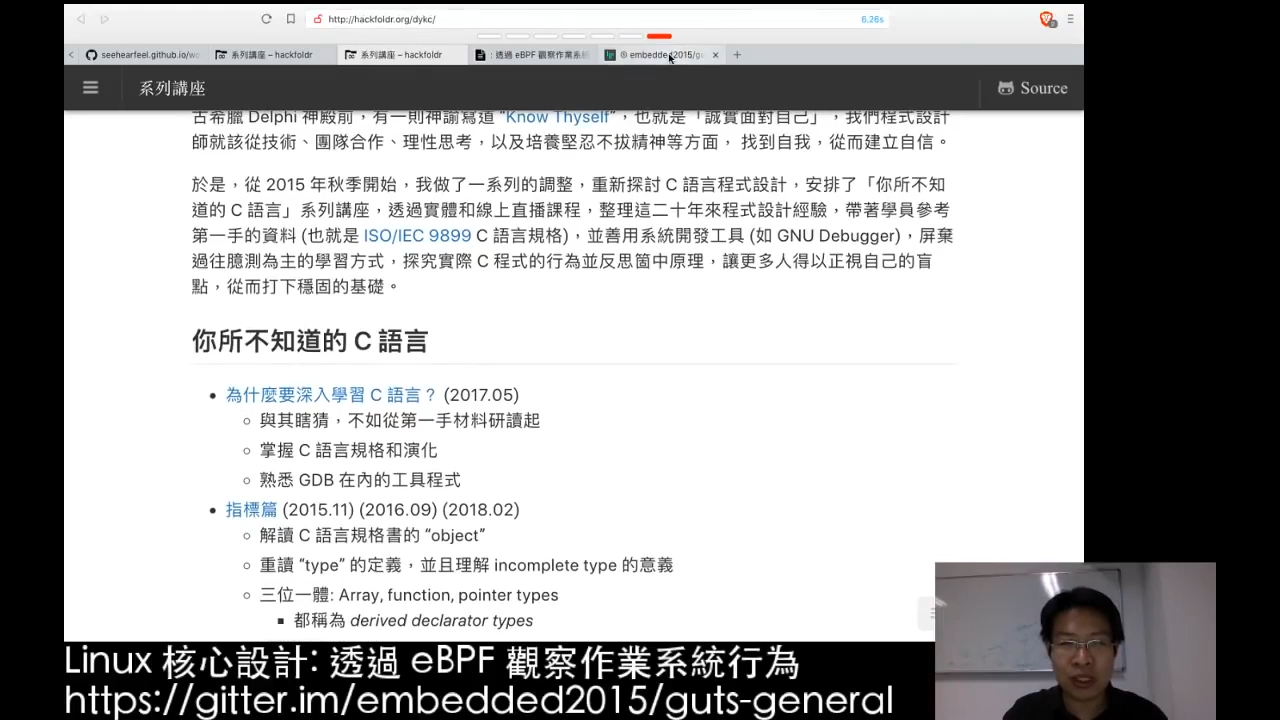 http://hackfoldr.org/dykc/
6.26s
seehearfeel.github.io/wo
系列講座 – hackfoldr
系列講座 – hackfoldr
: 透過 eBPF 觀察作業系統
embedded2015/gu
系列講座
Source
古希臘 Delphi 神殿前，有一則神諭寫道 “Know Thyself”，也就是「誠實面對自己」，我們程式設計
師就該從技術、團隊合作、理性思考，以及培養堅忍不拔精神等方面， 找到自我，從而建立自信。
於是，從 2015 年秋季開始，我做了一系列的調整，重新探討 C 語言程式設計，安排了「你所不知
道的 C 語言」系列講座，透過實體和線上直播課程，整理這二十年來程式設計經驗，帶著學員參考
第一手的資料 (也就是 ISO/IEC 9899 C 語言規格)，並善用系統開發工具 (如 GNU Debugger)，屏棄
過往臆測為主的學習方式，探究實際 C 程式的行為並反思箇中原理，讓更多人得以正視自己的盲
點，從而打下穩固的基礎。
你所不知道的 C 語言
為什麼要深入學習 C 語言？ (2017.05)
與其瞎猜，不如從第一手材料研讀起
掌握 C 語言規格和演化
熟悉 GDB 在內的工具程式
指標篇 (2015.11) (2016.09) (2018.02)
解讀 C 語言規格書的 “object”
重讀 “type” 的定義，並且理解 incomplete type 的意義
三位一體: Array, function, pointer types
都稱為 derived declarator types
Linux 核心設計: 透過 eBPF 觀察作業系統行為
https://gitter.im/embedded2015/guts-general